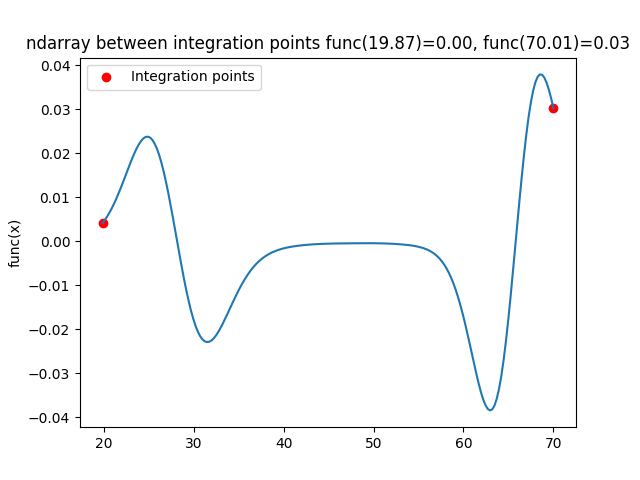 ndarray between integration points func(19.87)=0.00, func(70.01)=0.03
Integration points
func(x)
0.04
0.03
0.02
0.01
0.00
−0.01
−0.02
−0.03
−0.04
20 30 40 50 60 70